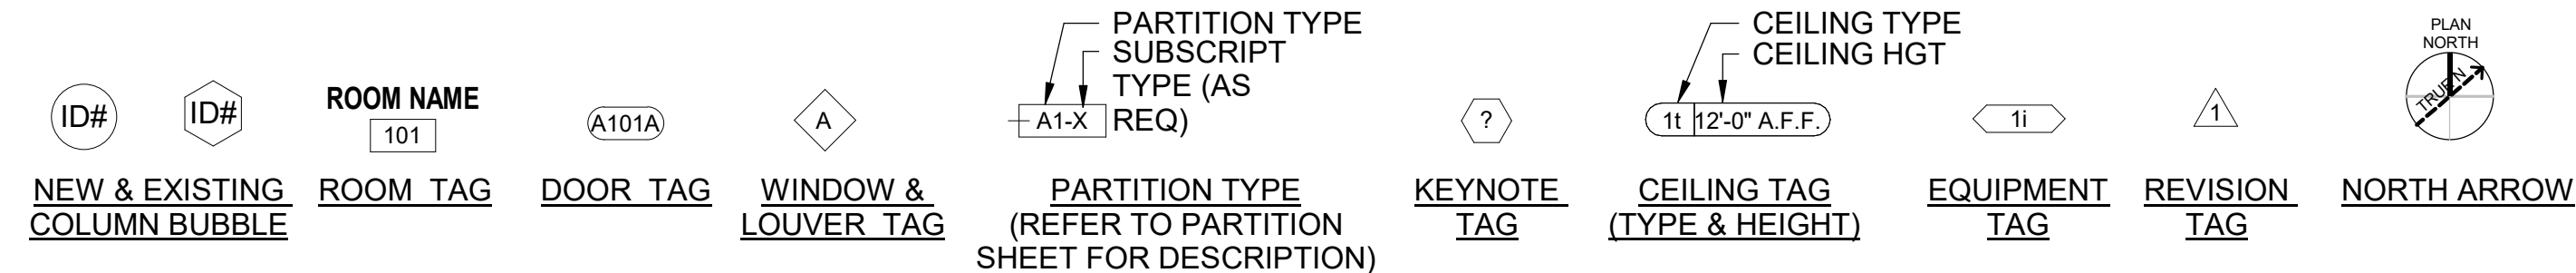 ID#
ID#
NEW & EXISTING
COLUMN BUBBLE
ROOM NAME
101
ROOM TAG
A101A
DOOR TAG
A
WINDOW &
LOUVER TAG
PARTITION TYPE
SUBSCRIPT
TYPE (AS
REQ)
A1-X
PARTITION TYPE
(REFER TO PARTITION
SHEET FOR DESCRIPTION)
?
KEYNOTE
TAG
CEILING TYPE
CEILING HGT
1t 12'-0" A.F.F.
CEILING TAG
(TYPE & HEIGHT)
1i
EQUIPMENT
TAG
1
REVISION
TAG
PLAN
NORTH
TRUE N
NORTH ARROW